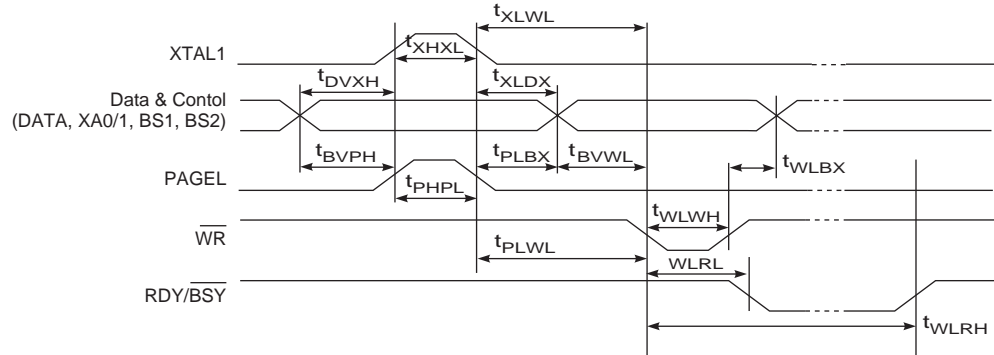 tXLWL
XTAL1
tXHXL
tDVXH
tXLDX
Data & Contol
(DATA, XA0/1, BS1, BS2)
tBVPH
tPLBX
tBVWL
tWLBX
PAGEL
tPHPL
tWLWH
WR
tPLWL
WLRL
RDY/BSY
tWLRH